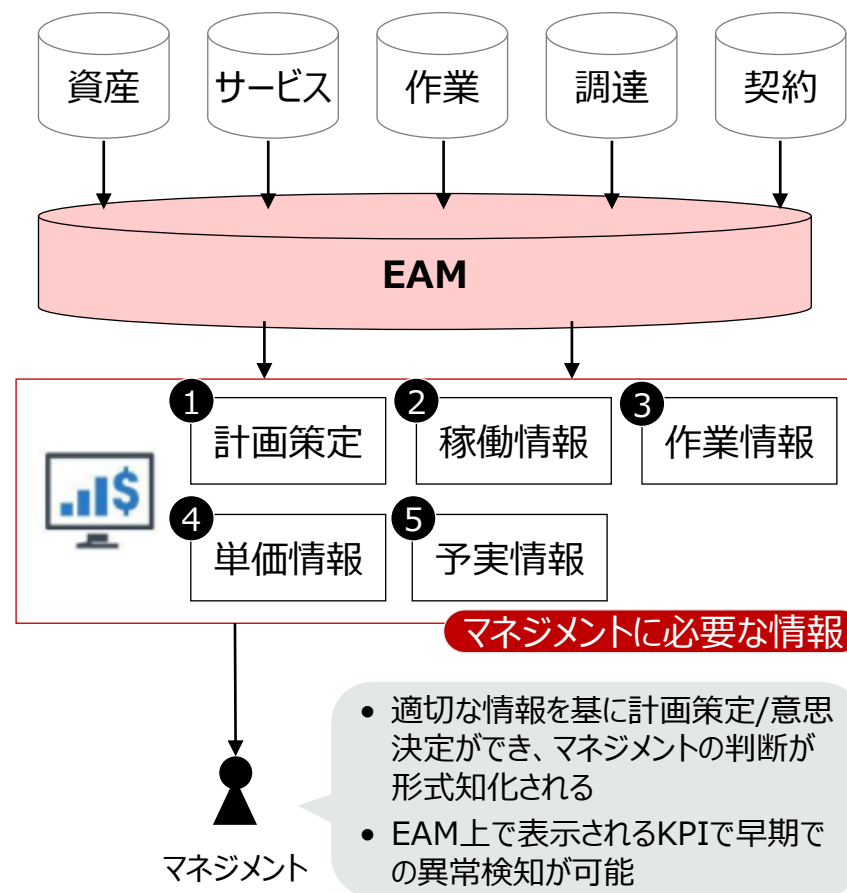 資産
サービス
作業
調達
契約
EAM
1
計画策定
2
稼働情報
3
作業情報
$
4
単価情報
5
予実情報
マネジメントに必要な情報
• 適切な情報を基に計画策定/意思
決定ができ、マネジメントの判断が
形式知化される
• EAM上で表示されるKPIで早期で
の異常検知が可能
マネジメント